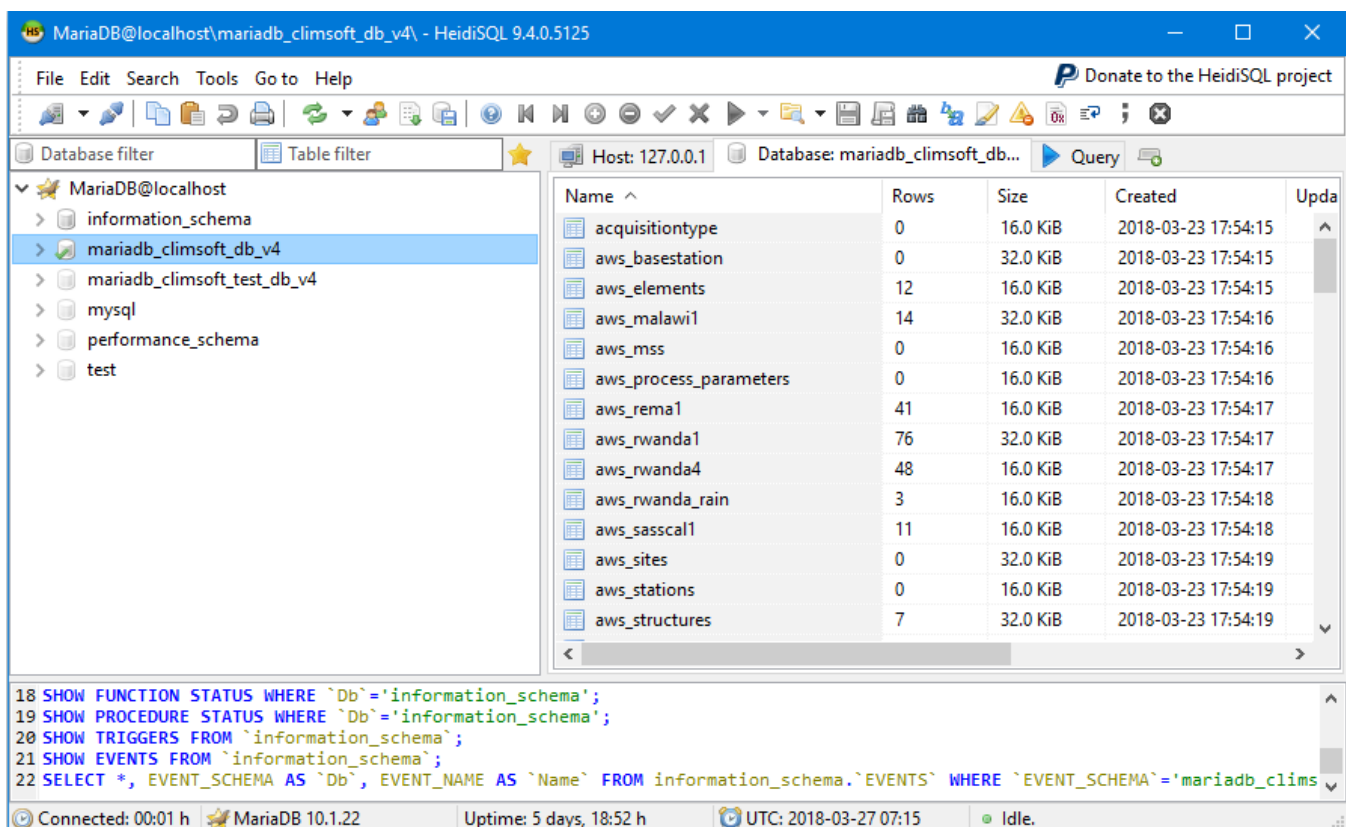 MariaDB@localhost\mariadb_climsoft_db_v4\ - HeidiSQL 9.4.0.5125
File Edit Search Tools Go to Help Donate to the HeidiSQL project
Database filter Table filter Host: 127.0.0.1 Database: mariadb_climsoft_db... Query
MariaDB@localhost
information_schema
mariadb_climsoft_db_v4
mariadb_climsoft_test_db_v4
mysql
performance_schema
test
Name Rows Size Created Upda
acquisitiontype 0 16.0 KiB 2018-03-23 17:54:15
aws_basestation 0 32.0 KiB 2018-03-23 17:54:15
aws_elements 12 16.0 KiB 2018-03-23 17:54:15
aws_malawi1 14 32.0 KiB 2018-03-23 17:54:16
aws_mss 0 16.0 KiB 2018-03-23 17:54:16
aws_process_parameters 0 16.0 KiB 2018-03-23 17:54:16
aws_rema1 41 16.0 KiB 2018-03-23 17:54:17
aws_rwanda1 76 32.0 KiB 2018-03-23 17:54:17
aws_rwanda4 48 16.0 KiB 2018-03-23 17:54:17
aws_rwanda_rain 3 16.0 KiB 2018-03-23 17:54:18
aws_sasscal1 11 16.0 KiB 2018-03-23 17:54:18
aws_sites 0 32.0 KiB 2018-03-23 17:54:19
aws_stations 0 16.0 KiB 2018-03-23 17:54:19
aws_structures 7 32.0 KiB 2018-03-23 17:54:19
18 SHOW FUNCTION STATUS WHERE `Db`='information_schema';
19 SHOW PROCEDURE STATUS WHERE `Db`='information_schema';
20 SHOW TRIGGERS FROM `information_schema`;
21 SHOW EVENTS FROM `information_schema`;
22 SELECT *, EVENT_SCHEMA AS `Db`, EVENT_NAME AS `Name` FROM information_schema.`EVENTS` WHERE `EVENT_SCHEMA`='mariadb_clims
Connected: 00:01 h MariaDB 10.1.22 Uptime: 5 days, 18:52 h UTC: 2018-03-27 07:15 Idle.